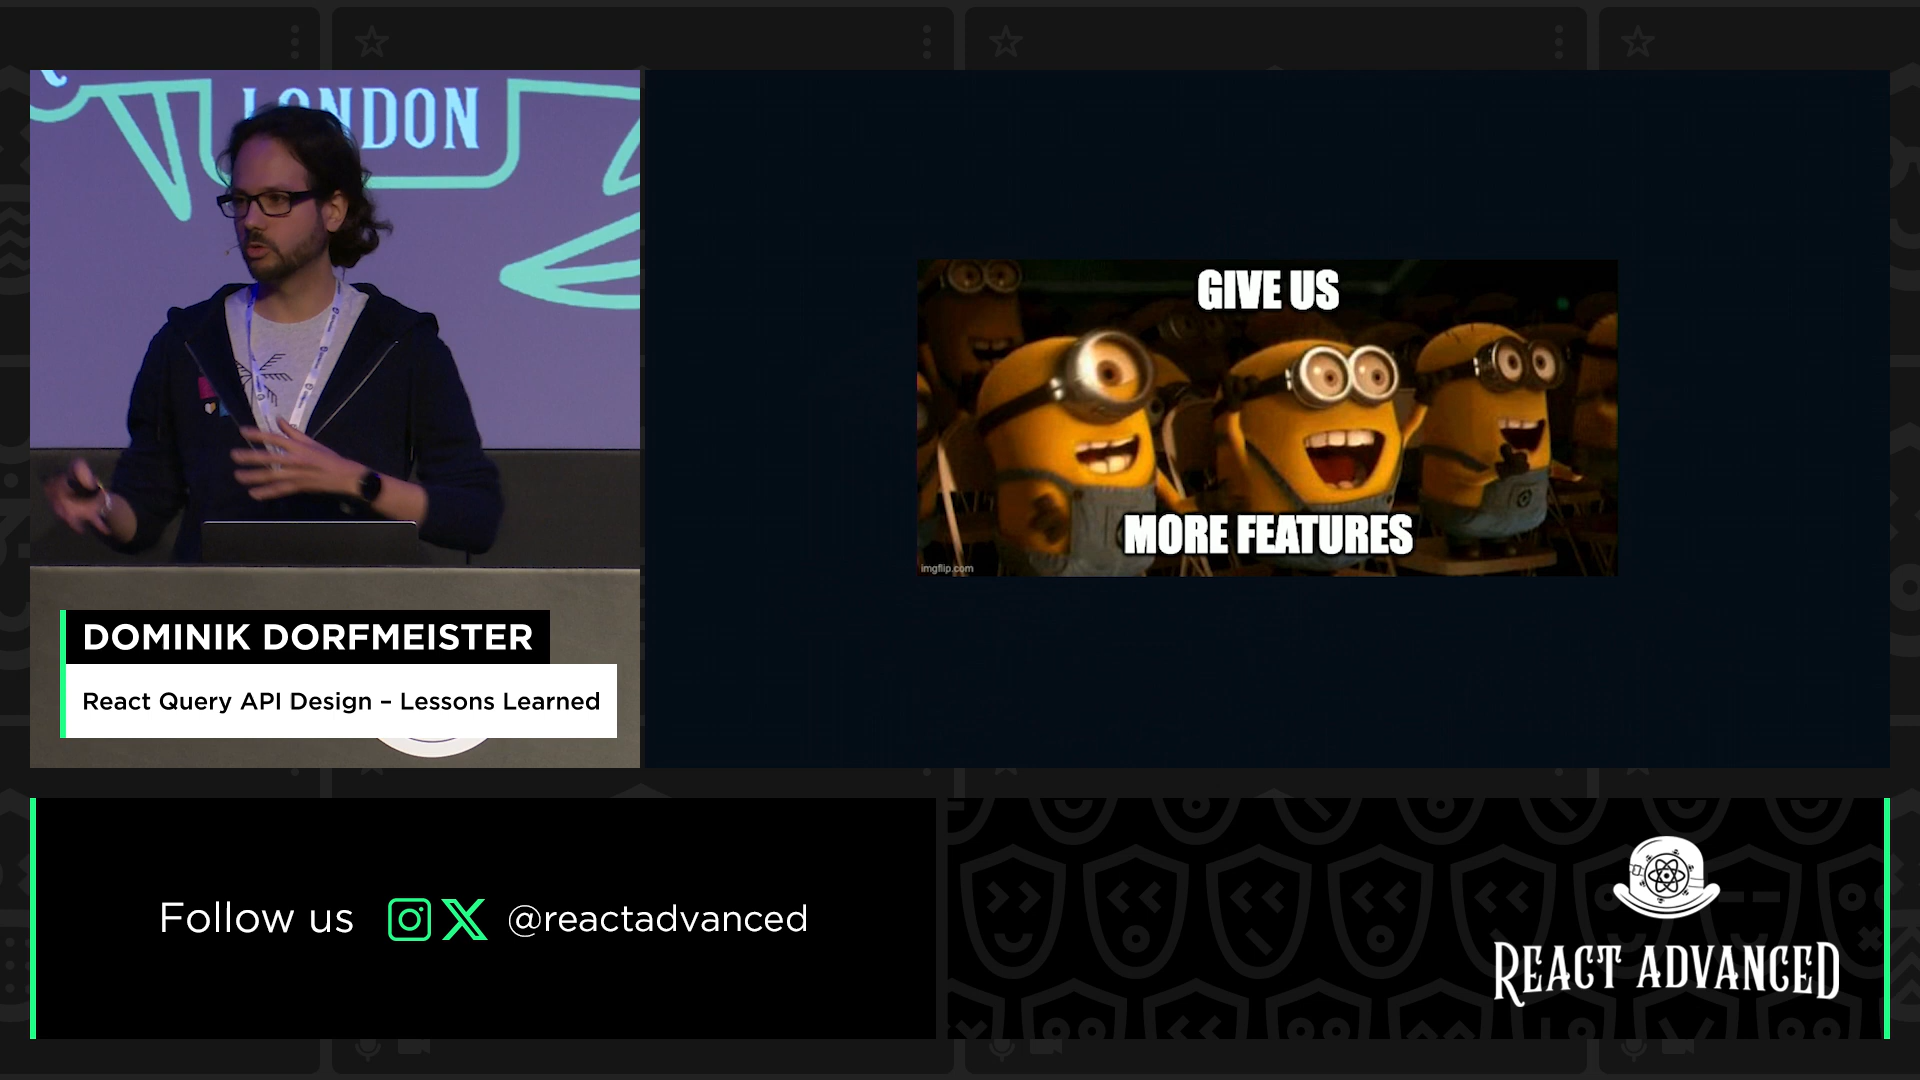 LONDON
GIVE US
MORE FEATURES
imgflip.com
DOMINIK DORFMEISTER
React Query API Design – Lessons Learned
Follow us @reactadvanced
REACT ADVANCED